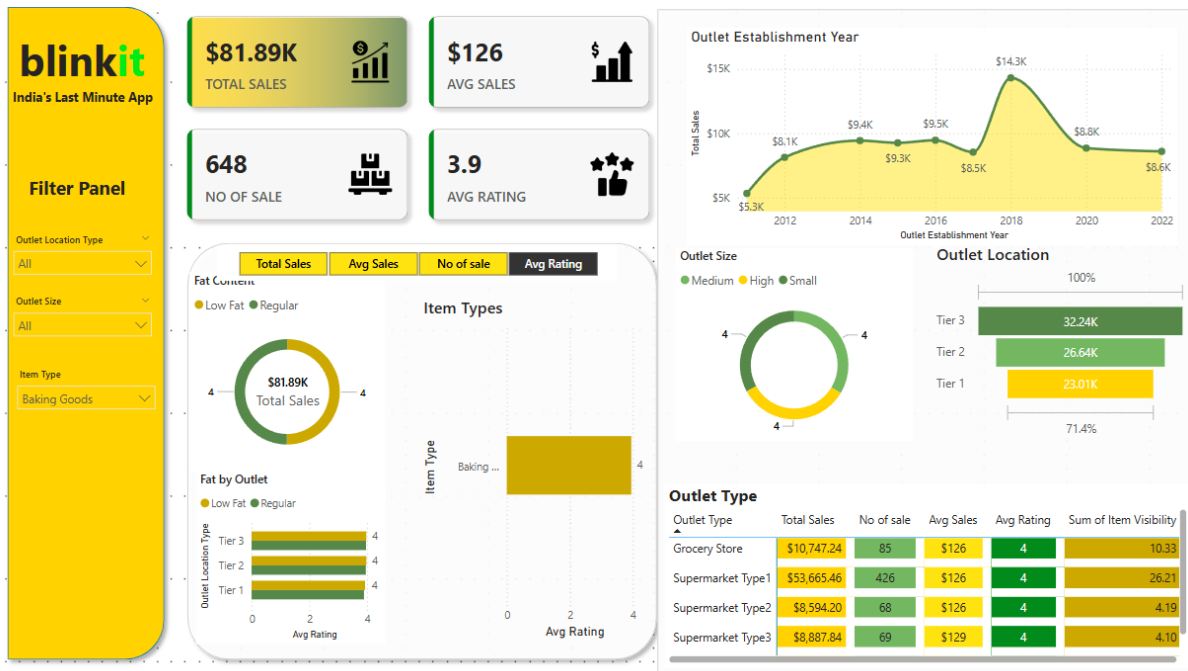 blinkit
India's Last Minute App
Filter Panel
Outlet Location Type
All
Outlet Size
All
Item Type
Baking Goods
$81.89K
TOTAL SALES
$126
AVG SALES
648
NO OF SALE
3.9
AVG RATING
Total Sales
Avg Sales
No of sale
Avg Rating
Fat Content
Low Fat
Regular
4
$81.89K
Total Sales
4
Fat by Outlet
Low Fat
Regular
Outlet Location Type
Tier 3
4
Tier 2
4
Tier 1
4
0
2
4
Avg Rating
Item Types
Item Type
Baking ...
4
0
2
4
Avg Rating
Outlet Establishment Year
Total Sales
$15K
$10K
$5K
$5.3K
$8.1K
$9.4K
$9.3K
$9.5K
$8.5K
$14.3K
$8.8K
$8.6K
2012
2014
2016
2018
2020
2022
Outlet Establishment Year
Outlet Size
Medium
High
Small
4
4
4
Outlet Location
100%
Tier 3
32.24K
Tier 2
26.64K
Tier 1
23.01K
71.4%
Outlet Type
Outlet Type Total Sales No of sale Avg Sales Avg Rating Sum of Item Visibility
Grocery Store $10,747.24 85 $126 4 10.33
Supermarket Type1 $53,665.46 426 $126 4 26.21
Supermarket Type2 $8,594.20 68 $126 4 4.19
Supermarket Type3 $8,887.84 69 $129 4 4.10